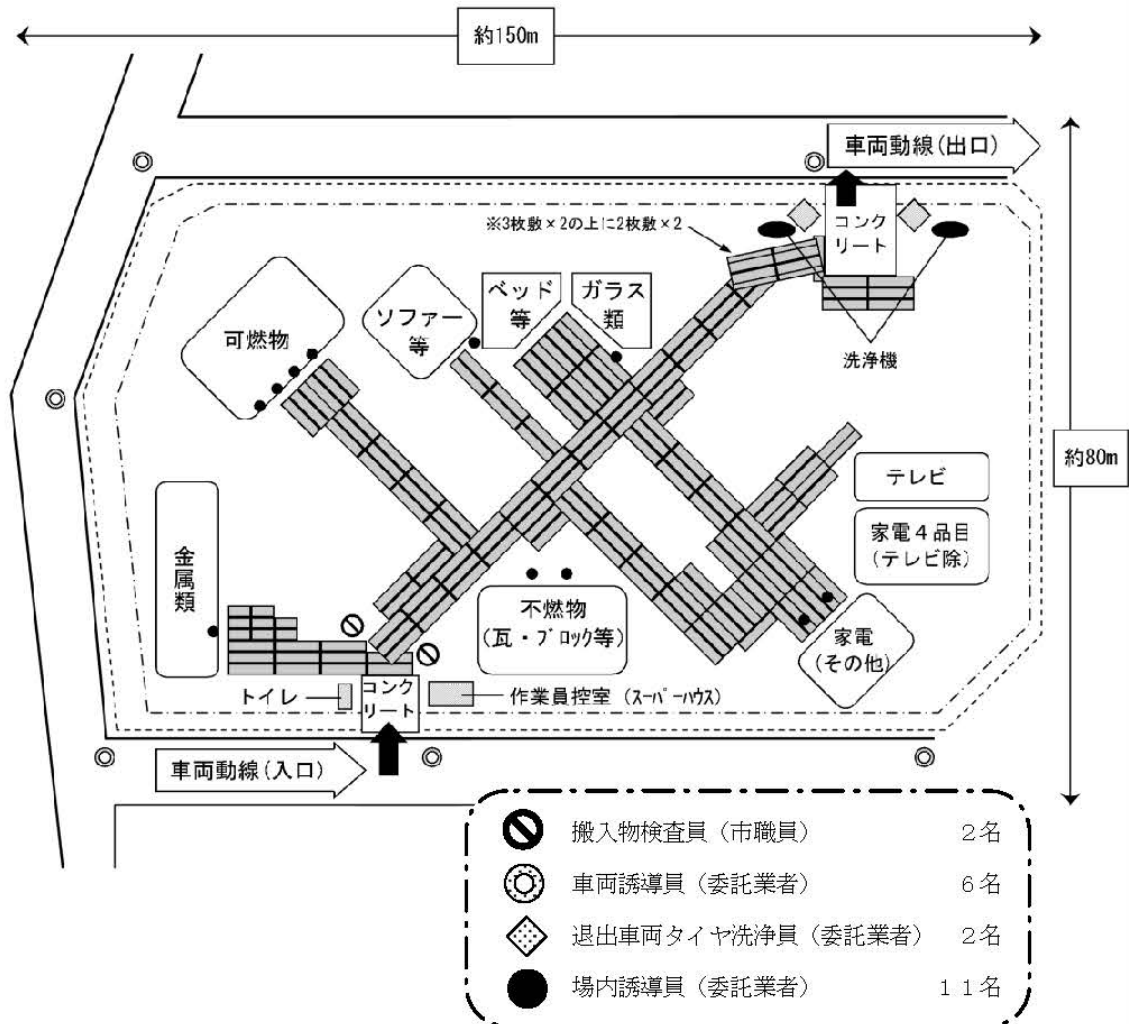 約150m
車両動線(出口)
※3枚敷×2の上に2枚敷×2
コンク
リート
ベッド
等
ガラス
類
ソファー
等
可燃物
洗浄機
約80m
テレビ
家電4品目
(テレビ除)
金属類
不燃物
(瓦・ブロック等)
家電
(その他)
トイレ
コンク
リート
作業員控室(スーパーハウス)
車両動線(入口)
搬入物検査員(市職員) 2名
車両誘導員(委託業者) 6名
退出車両タイヤ洗浄員(委託業者) 2名
場内誘導員(委託業者) 11名